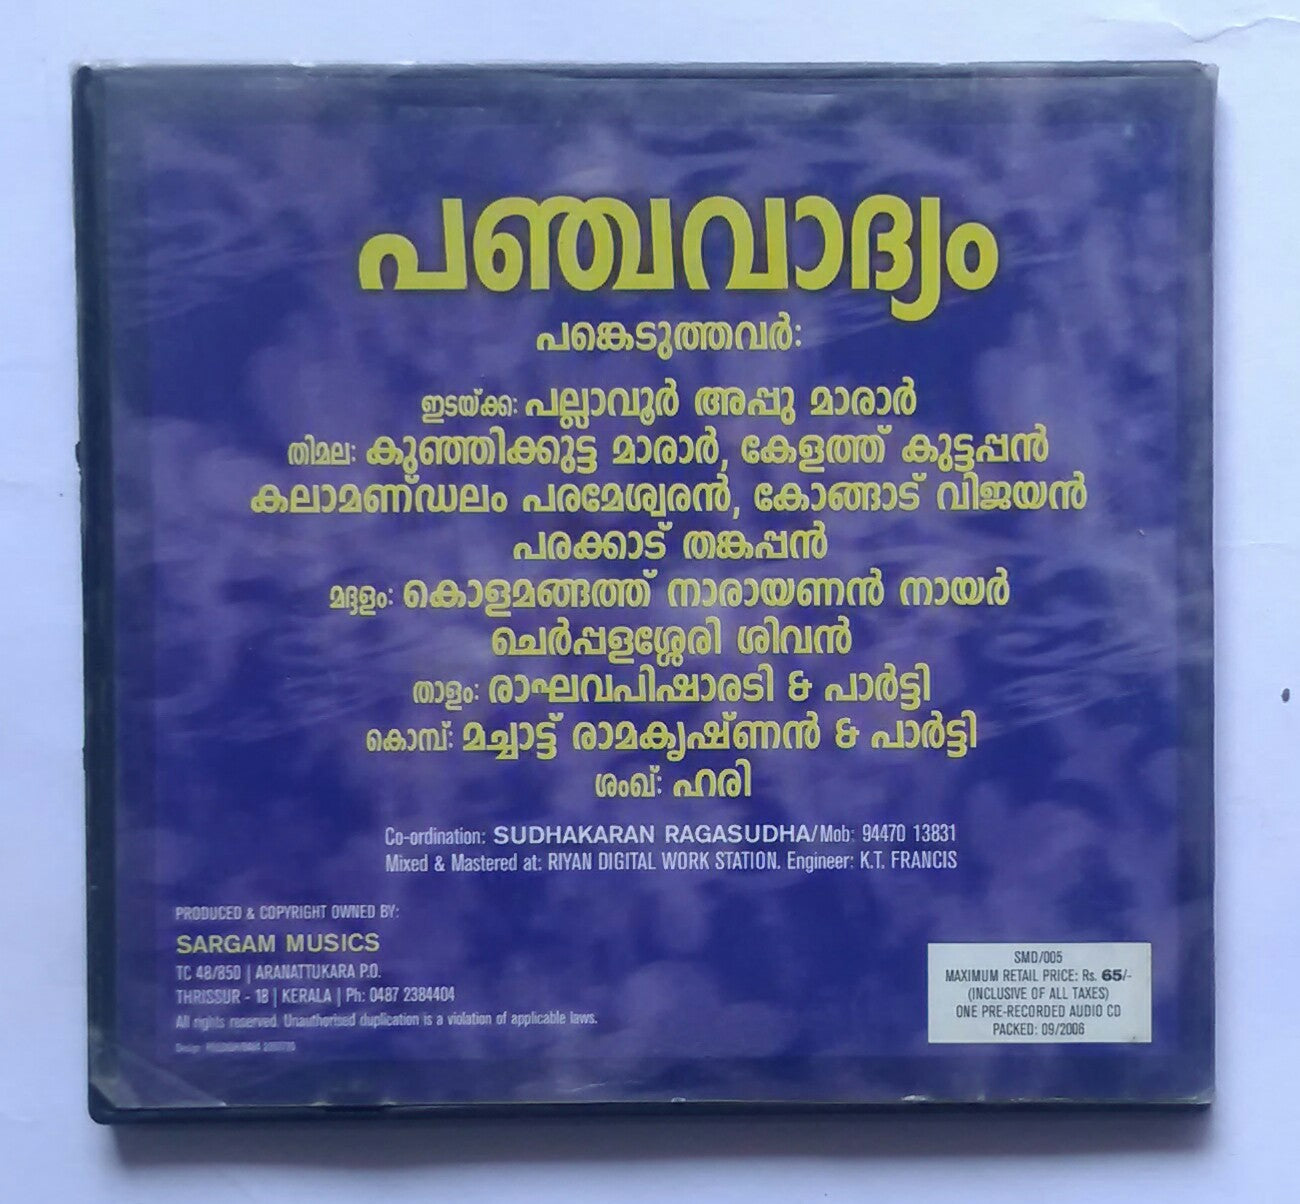 പഞ്ചവാദ്യം
പങ്കെടുത്തവർ:
ഇടയ്ക്ക: പല്ലാവൂർ അപ്പു മാരാർ
തിമല: കുഞ്ഞിക്കുട്ട മാരാർ, കേളത്ത് കുട്ടപ്പൻ
കലാമണ്ഡലം പരമേശ്വരൻ, കോങ്ങാട് വിജയൻ
പരക്കാട് തങ്കപ്പൻ
മദ്ദളം: കൊളമങ്ങത്ത് നാരായണൻ നായർ
ചെർപ്പളശ്ശേരി ശിവൻ
താളം: രാഘവപിഷാരടി & പാർട്ടി
കൊമ്പ്: മച്ചാട്ട് രാമകൃഷ്ണൻ & പാർട്ടി
ശംഖ്: ഹരി
Co-ordination: SUDHAKARAN RAGASUDHA/Mob: 94470 13831
Mixed & Mastered at: RIYAN DIGITAL WORK STATION. Engineer: K.T. FRANCIS
PRODUCED & COPYRIGHT OWNED BY:
SARGAM MUSICS
TC 48/850 | ARANATTUKARA P.O.
THRISSUR - 18 | KERALA | Ph: 0487 2384404
All rights reserved. Unauthorised duplication is a violation of applicable laws.
Design:
SMD/005
MAXIMUM RETAIL PRICE: Rs. 65/-
(INCLUSIVE OF ALL TAXES)
ONE PRE-RECORDED AUDIO CD
PACKED: 09/2006